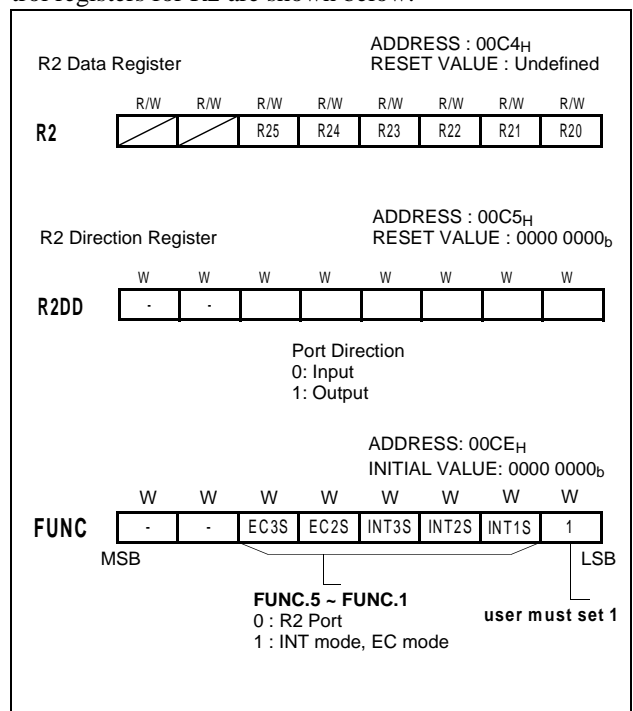 trol registers for R2 are shown below.
ADDRESS : 00C4H
R2 Data Register RESET VALUE : Undefined
R/W R/W R/W R/W R/W R/W R/W R/W
R2 R25 R24 R23 R22 R21 R20
ADDRESS : 00C5H
R2 Direction Register RESET VALUE : 0000 0000b
W W W W W W W W
R2DD - -
Port Direction
0: Input
1: Output
ADDRESS: 00CEH
INITIAL VALUE: 0000 0000b
W W W W W W W W
FUNC - - EC3S EC2S INT3S INT2S INT1S 1
MSB LSB
FUNC.5 ~ FUNC.1
0 : R2 Port
1 : INT mode, EC mode
user must set 1